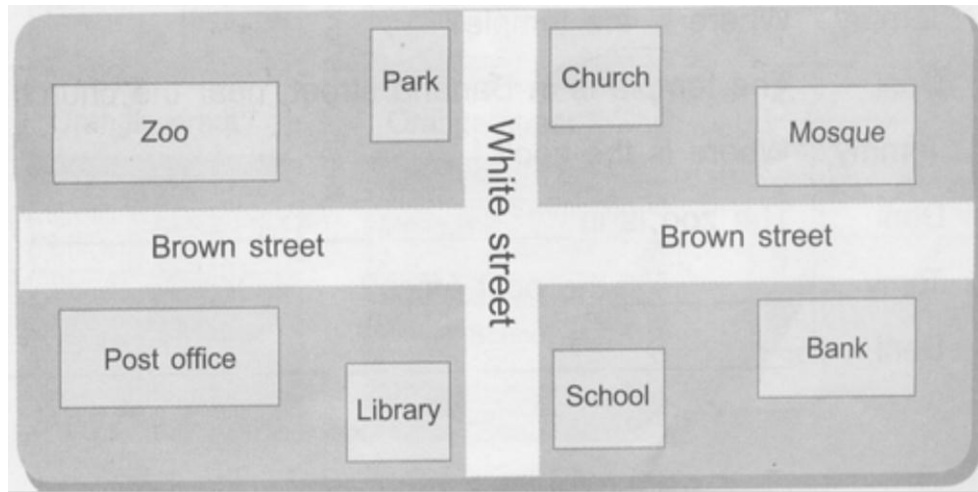 Park
Church
Zoo
Mosque
White street
Brown street
Brown street
Post office
Bank
Library
School